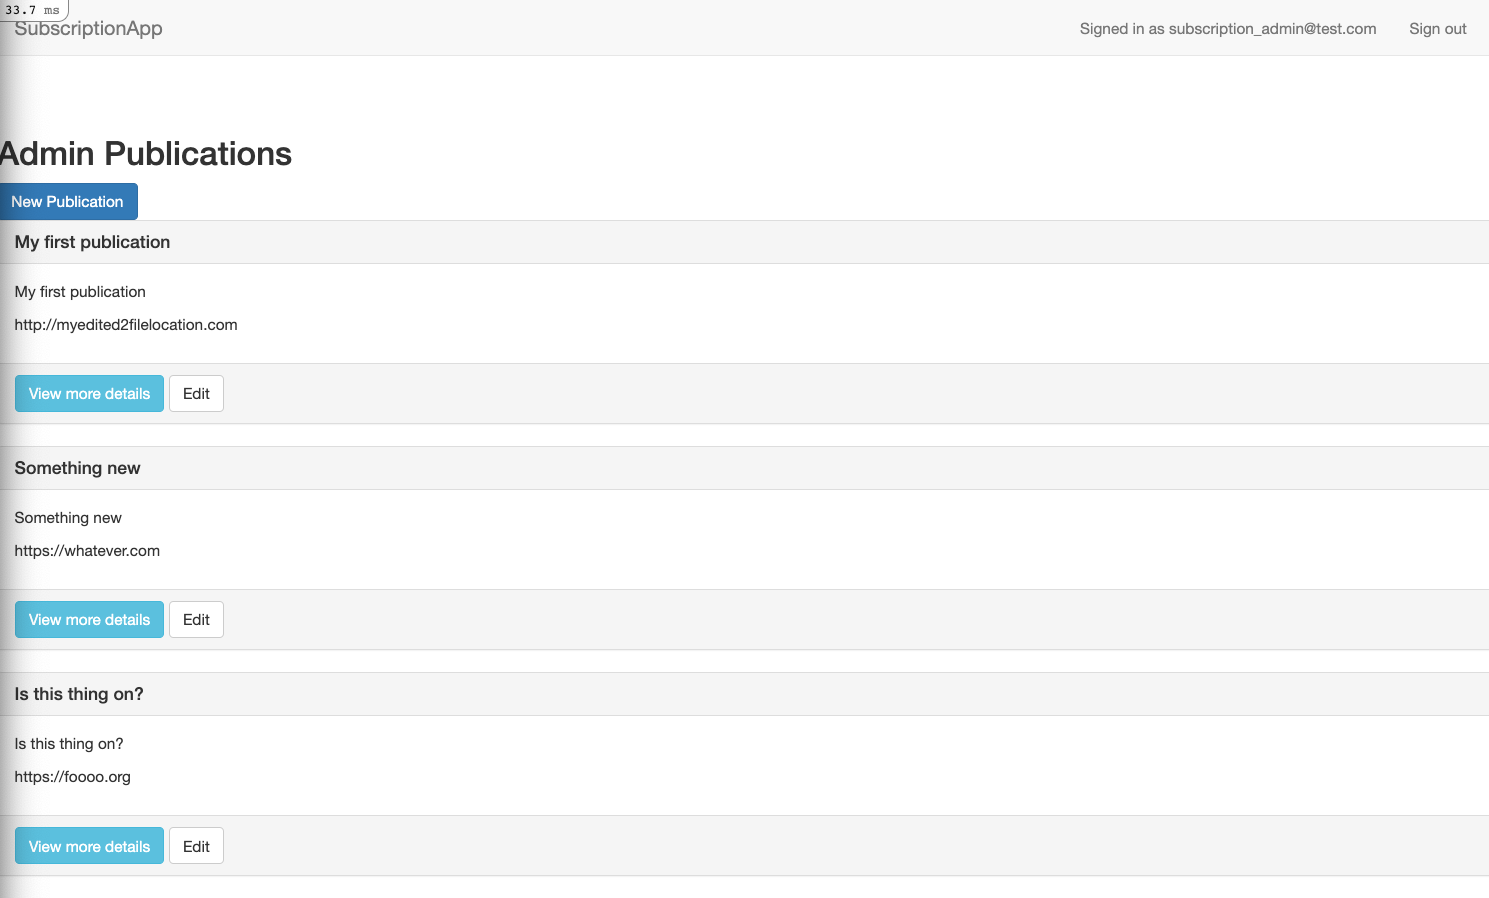 33.7 ms
SubscriptionApp
Signed in as subscription_admin@test.com
Sign out
Admin Publications
New Publication
My first publication
My first publication
http://myedited2filelocation.com
View more details
Edit
Something new
Something new
https://whatever.com
View more details
Edit
Is this thing on?
Is this thing on?
https://foooo.org
View more details
Edit